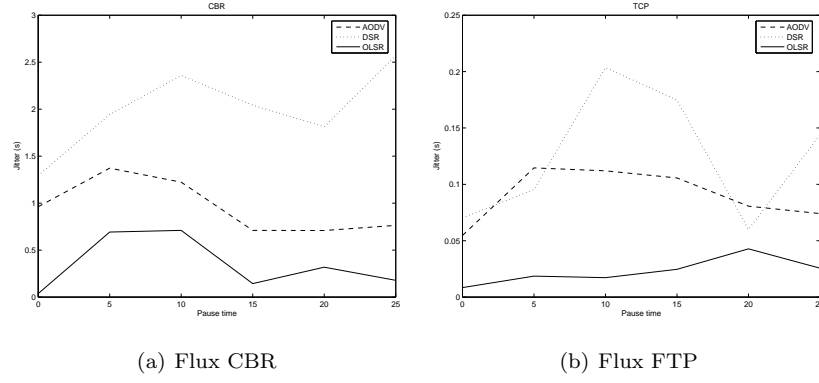 CBR
3
2.5
2
1.5
1
0.5
0
Jitter (s)
0 5 10 15 20 25
Pause time
AODV
DSR
OLSR
(a) Flux CBR
TCP
0.25
0.2
0.15
0.1
0.05
0
Jitter (s)
0 5 10 15 20
Pause time
AODV
DSR
OLSR
(b) Flux FTP